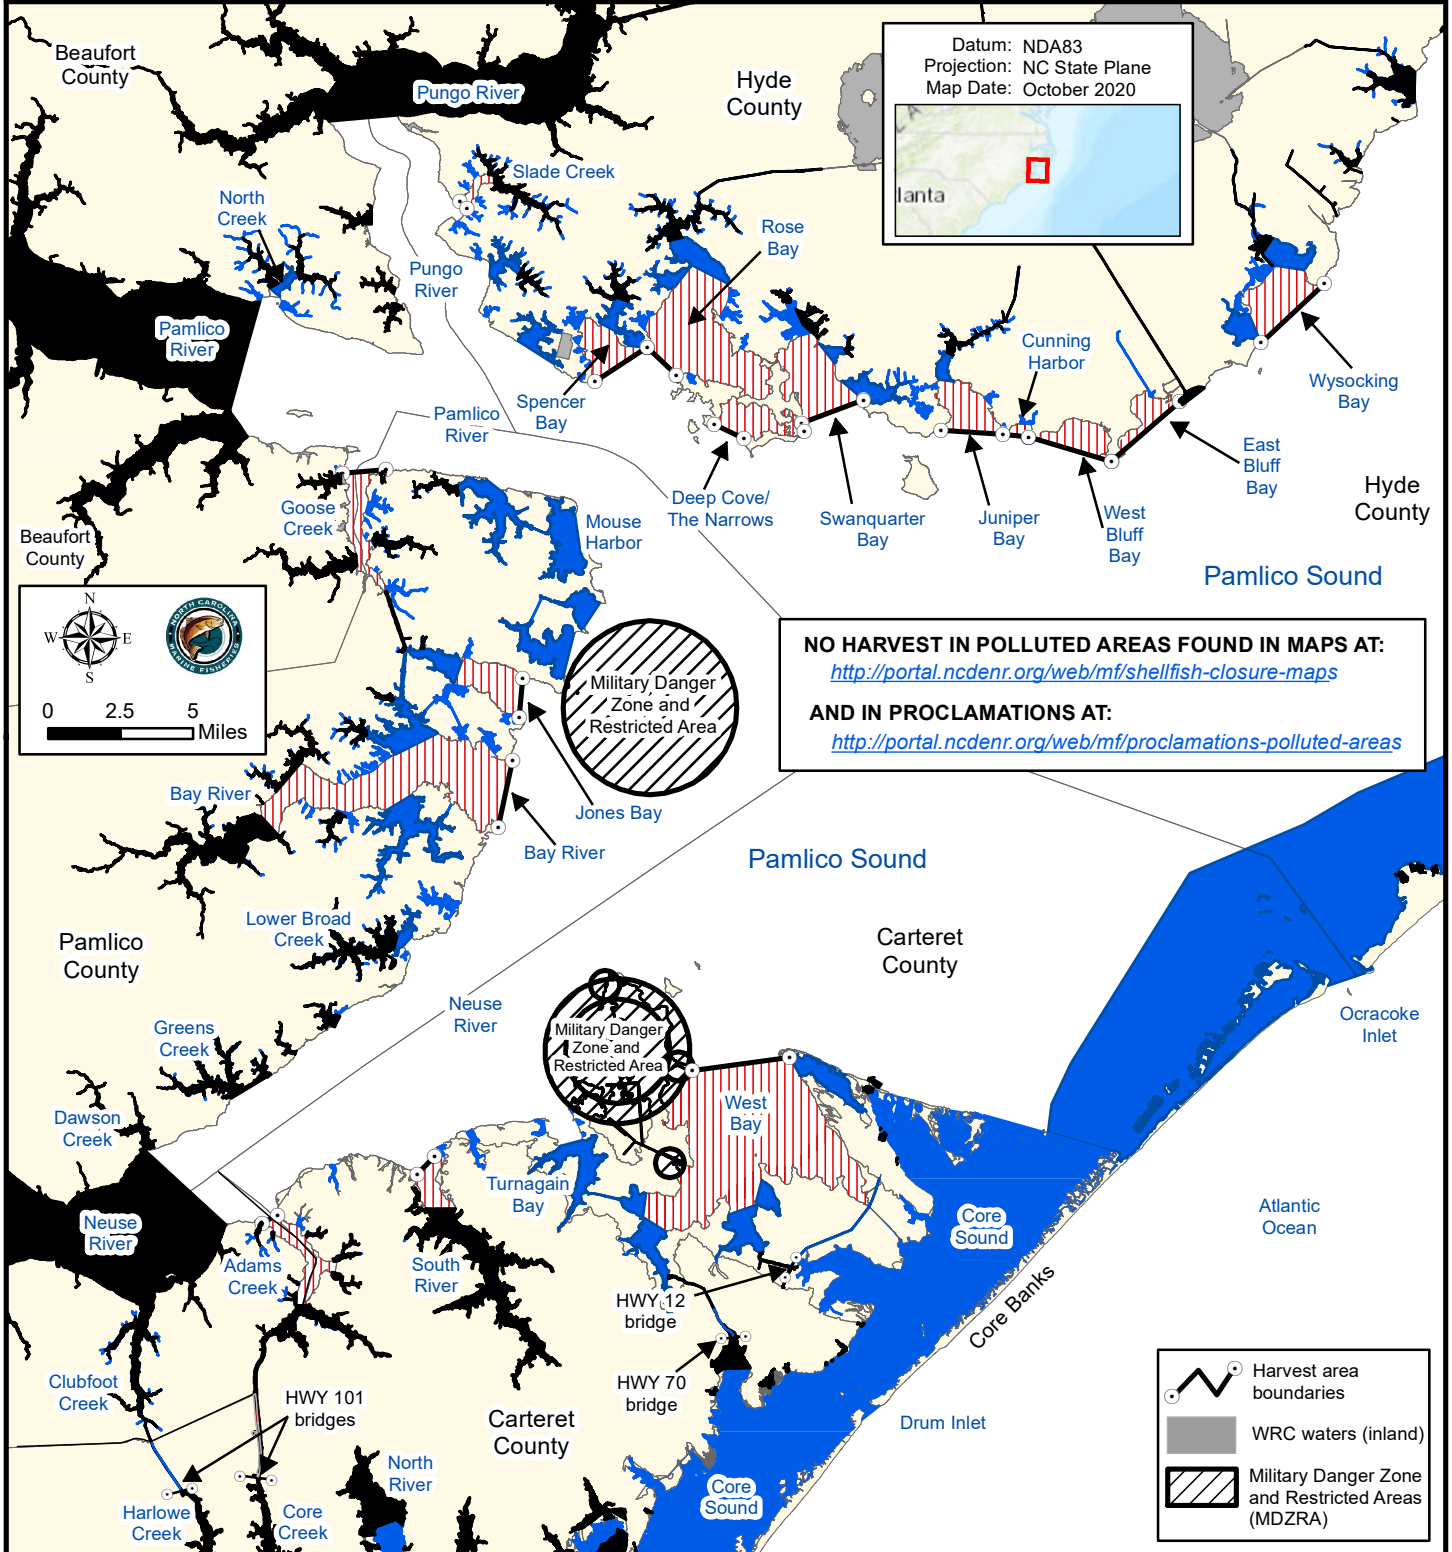 Beaufort
County
Pungo River
Hyde
County
Datum: NDA83
Projection: NC State Plane
Map Date: October 2020
lanta
Slade Creek
North
Creek
Rose
Bay
Pungo
River
Pamlico
River
Cunning
Harbor
Spencer
Bay
Wysocking
Bay
Pamlico
River
East
Bluff
Bay
Deep Cove/
The Narrows
Swanquarter
Bay
Juniper
Bay
West
Bluff
Bay
Hyde
County
Goose
Creek
Mouse
Harbor
Beaufort
County
Pamlico Sound
N
W
E
S
NORTH CAROLINA
MARINE FISHERIES
0 2.5 5
Miles
Military Danger
Zone and
Restricted Area
NO HARVEST IN POLLUTED AREAS FOUND IN MAPS AT:
http://portal.ncdenr.org/web/mf/shellfish-closure-maps
AND IN PROCLAMATIONS AT:
http://portal.ncdenr.org/web/mf/proclamations-polluted-areas
Bay River
Jones Bay
Bay River
Pamlico Sound
Lower Broad
Creek
Pamlico
County
Carteret
County
Neuse
River
Ocracoke
Inlet
Greens
Creek
Military Danger
Zone and
Restricted Area
Dawson
Creek
West
Bay
Turnagain
Bay
Neuse
River
Core
Sound
Atlantic
Ocean
Adams
Creek
South
River
HWY 12
bridge
Core Banks
Clubfoot
Creek
HWY 101
bridges
HWY 70
bridge
Carteret
County
Drum Inlet
North
River
Core
Sound
Harlowe
Creek
Core
Creek
Harvest area
boundaries
WRC waters (inland)
Military Danger Zone
and Restricted Areas
(MDZRA)